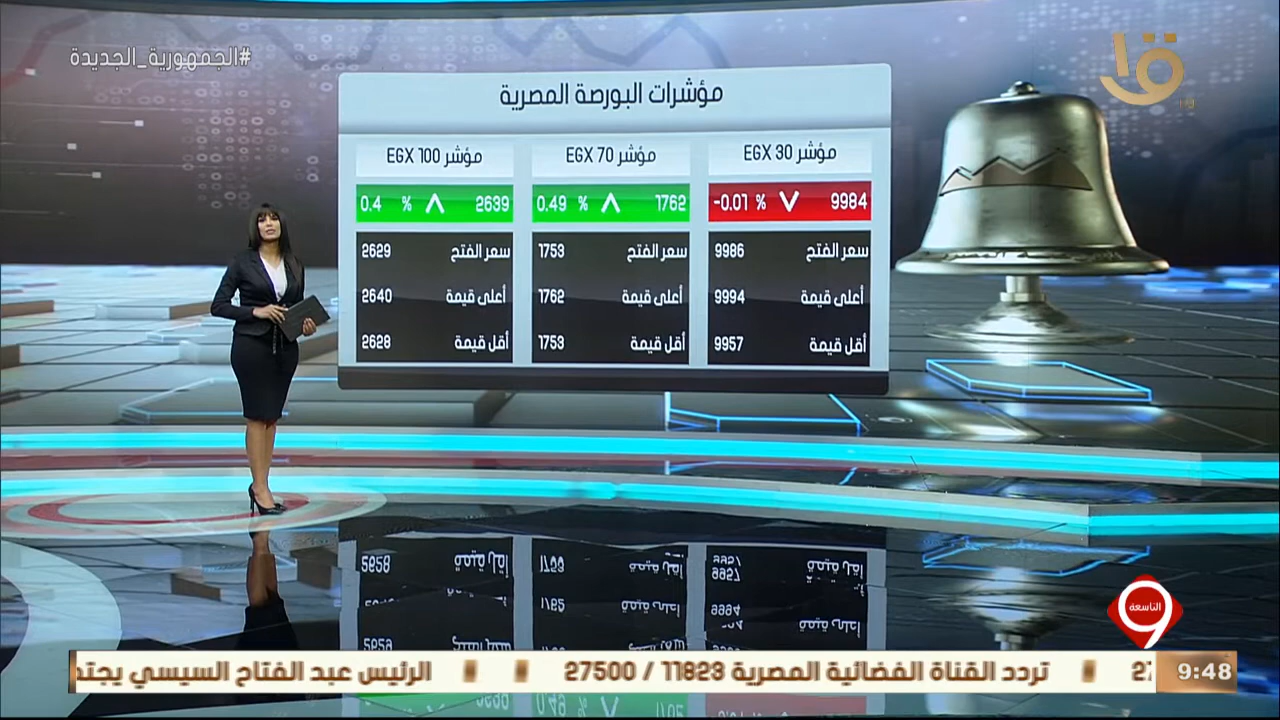 #الجمهورية_الجديدة
مؤشرات البورصة المصرية
مؤشر EGX 30
9984 -0.01 %
سعر الفتح 9986
أعلى قيمة 9994
أقل قيمة 9957
مؤشر EGX 70
1762 0.49 %
سعر الفتح 1753
أعلى قيمة 1762
أقل قيمة 1753
مؤشر EGX 100
2639 0.4 %
سعر الفتح 2629
أعلى قيمة 2640
أقل قيمة 2628
التاسعة
9
9:48
تردد القناة الفضائية المصرية 11823 / 27500
الرئيس عبد الفتاح السيسي